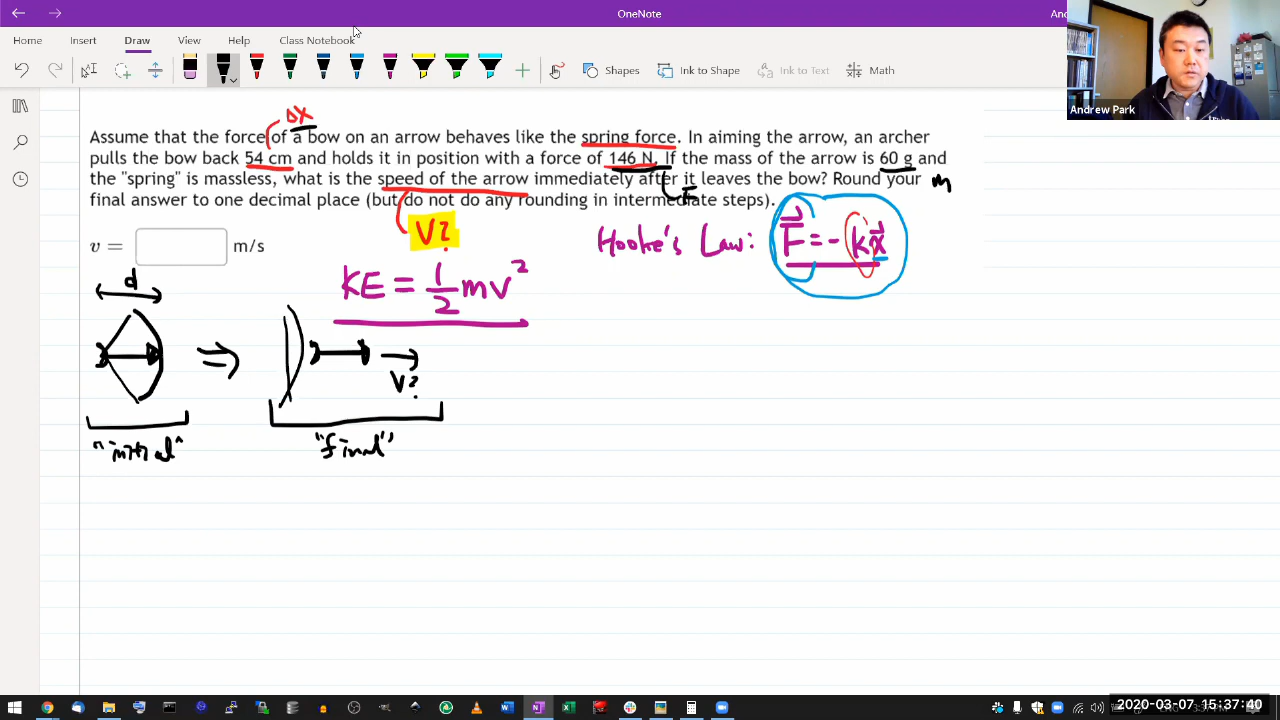 OneNote
An
Home Insert Draw View Help Class Notebook
Shapes Ink to Shape Ink to Text Math
Andrew Park
Δx
Assume that the force of a bow on an arrow behaves like the spring force. In aiming the arrow, an archer
pulls the bow back 54 cm and holds it in position with a force of 146 N. If the mass of the arrow is 60 g and
the "spring" is massless, what is the speed of the arrow immediately after it leaves the bow? Round your m
final answer to one decimal place (but do not do any rounding in intermediate steps). F
V?
v = m/s
Hooke's Law: F = - kx
KE = 1/2 mv²
d
V?
"initial" "final"
2020-03-07 15:37:40